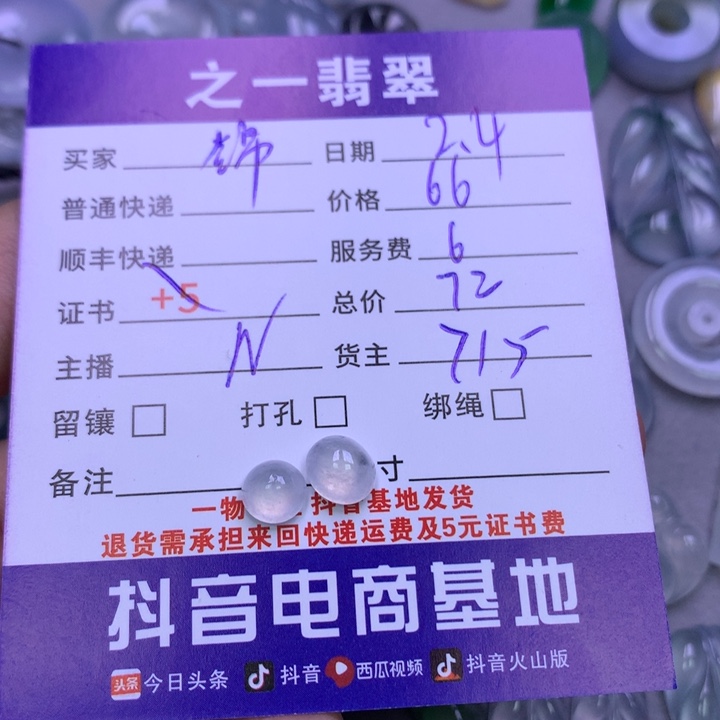 之一翡翠
买家 锦 日期 2.4
普通快递 价格 66
顺丰快递 服务费 6
证书 +5 总价 72
主播 N 货主 715
留镶 打孔 绑绳
备注 寸
一物 抖音基地发货
退货需承担来回快递运费及5元证书费
抖音电商基地
头条 今日头条 抖音 西瓜视频 抖音火山版